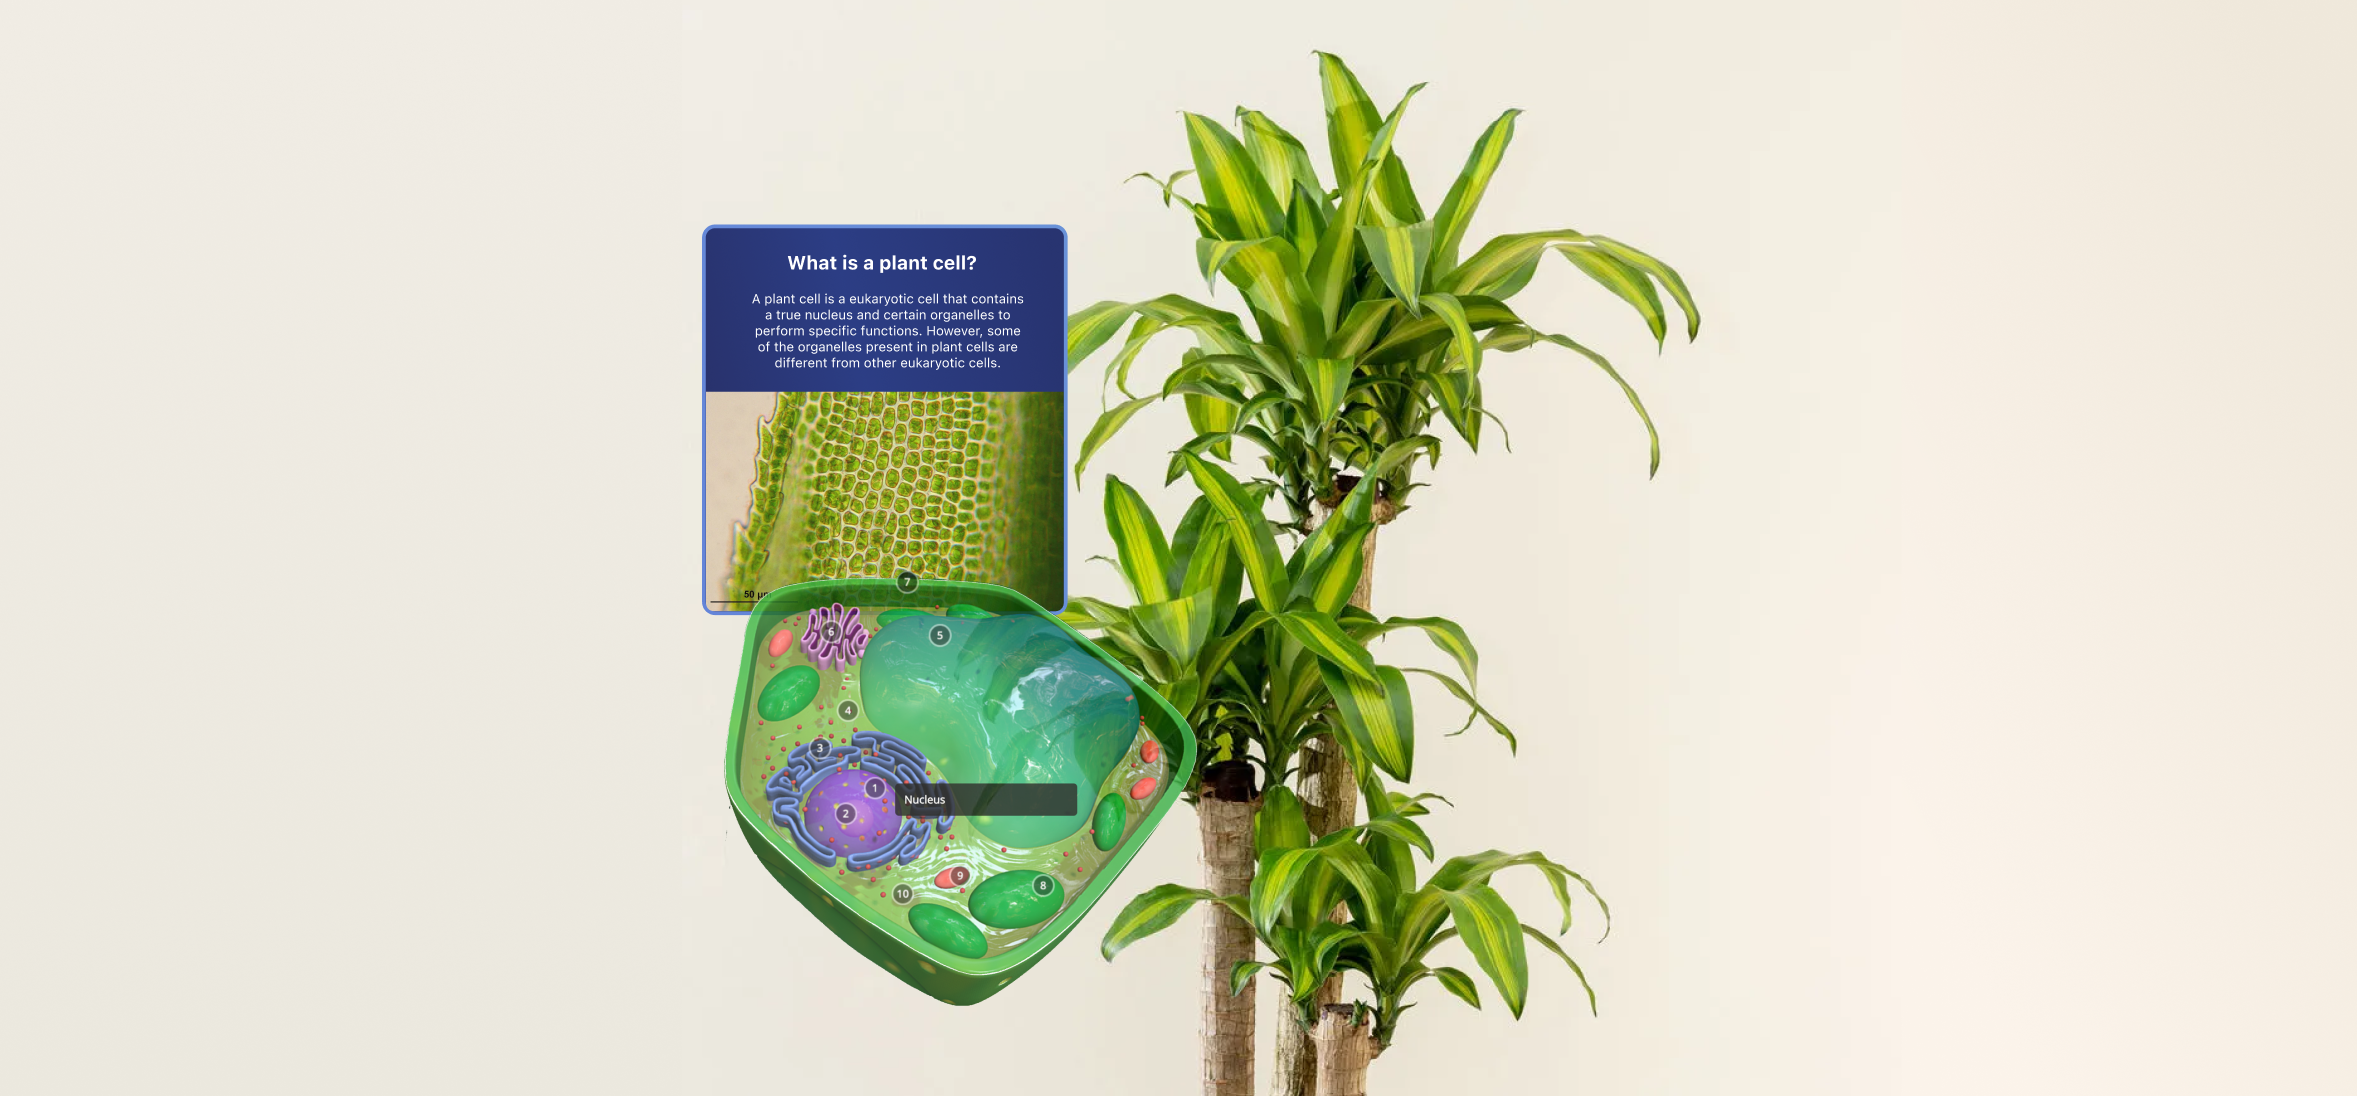 What is a plant cell?
A plant cell is a eukaryotic cell that contains
a true nucleus and certain organelles to
perform specific functions. However, some
of the organelles present in plant cells are
different from other eukaryotic cells.
50 µm
7
6
5
4
3
1
Nucleus
2
9
8
10